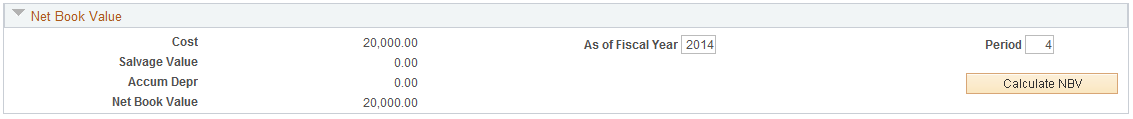 Net Book Value
Cost 20,000.00 As of Fiscal Year 2014 Period 4
Salvage Value 0.00
Accum Depr 0.00 Calculate NBV
Net Book Value 20,000.00